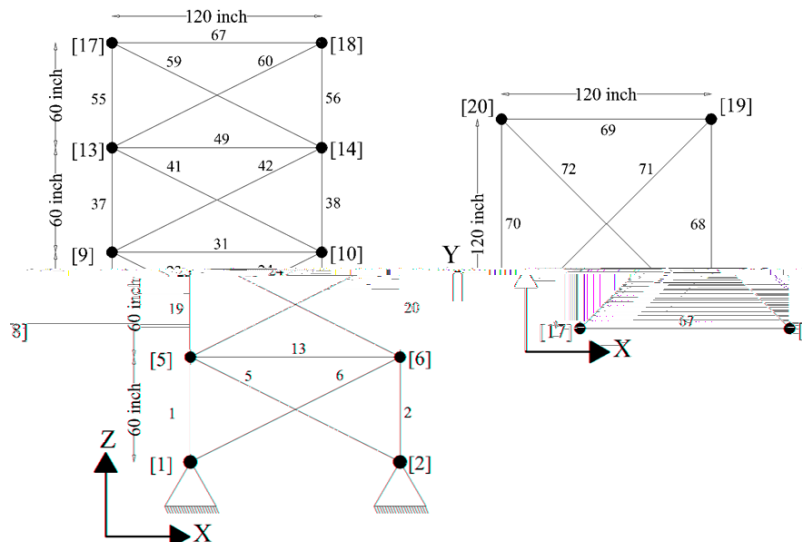 120 inch
[17] 67 [18]
59 60
60 inch 55 56
[13] 49 [14]
41 42
60 inch 37 38
[9] 31 [10]
60 inch 19 20
[5] 13 [6]
5 6
60 inch 1 2
[1] [2]
Z
X
120 inch
[20] [19]
69
72 71
120 inch 70 68
Y
[17] 67
X